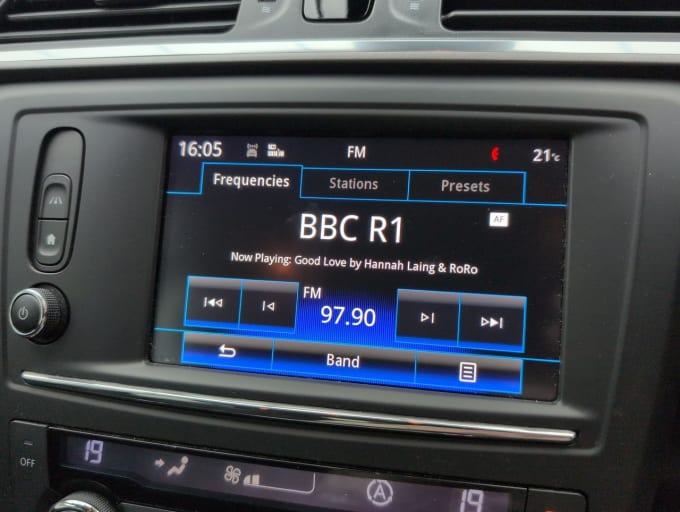 16:05 FM 21°C
Frequencies Stations Presets
BBC R1 AF
Now Playing: Good Love by Hannah Laing & RoRo
FM
97.90
Band
OFF 19 A 19